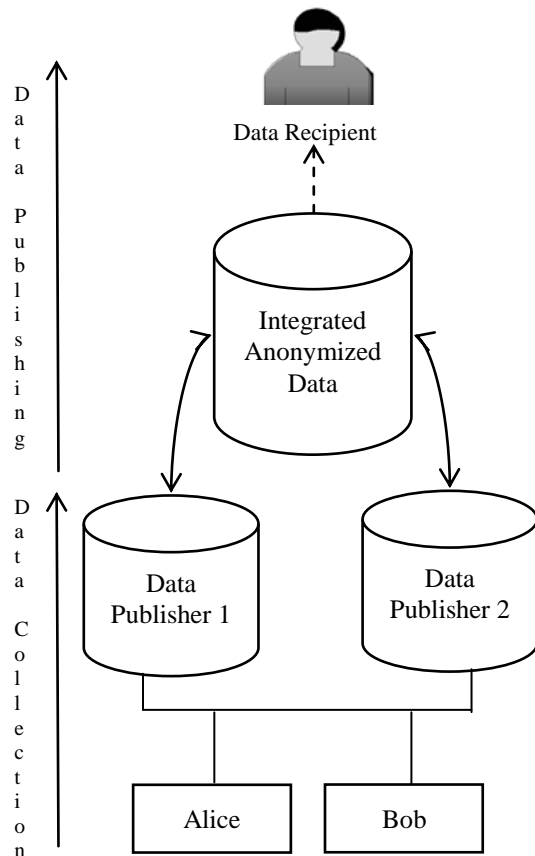 Data Recipient
Data Publishing
Integrated
Anonymized
Data
Data
Publisher 1
Data
Publisher 2
Data Collection
Alice
Bob